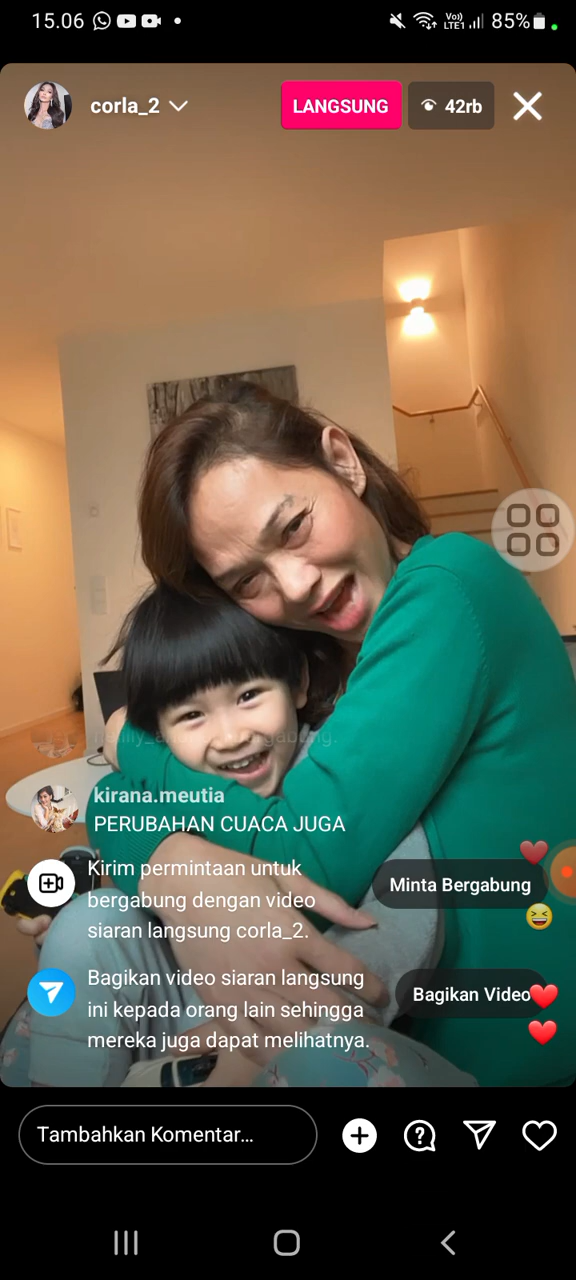 15.06
Vo))
LTE1
85%
corla_2
LANGSUNG
42rb
kirana.meutia
PERUBAHAN CUACA JUGA
Kirim permintaan untuk
bergabung dengan video
siaran langsung corla_2.
Minta Bergabung
Bagikan video siaran langsung
ini kepada orang lain sehingga
mereka juga dapat melihatnya.
Bagikan Video
Tambahkan Komentar...